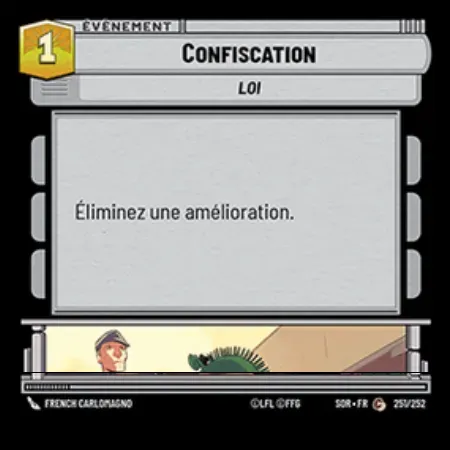 ÉVÉNEMENT
1
CONFISCATION
LOI
Éliminez une amélioration.
FRENCH CARLOMAGNO
©LFL ©FFG
SOR • FR C 251/252